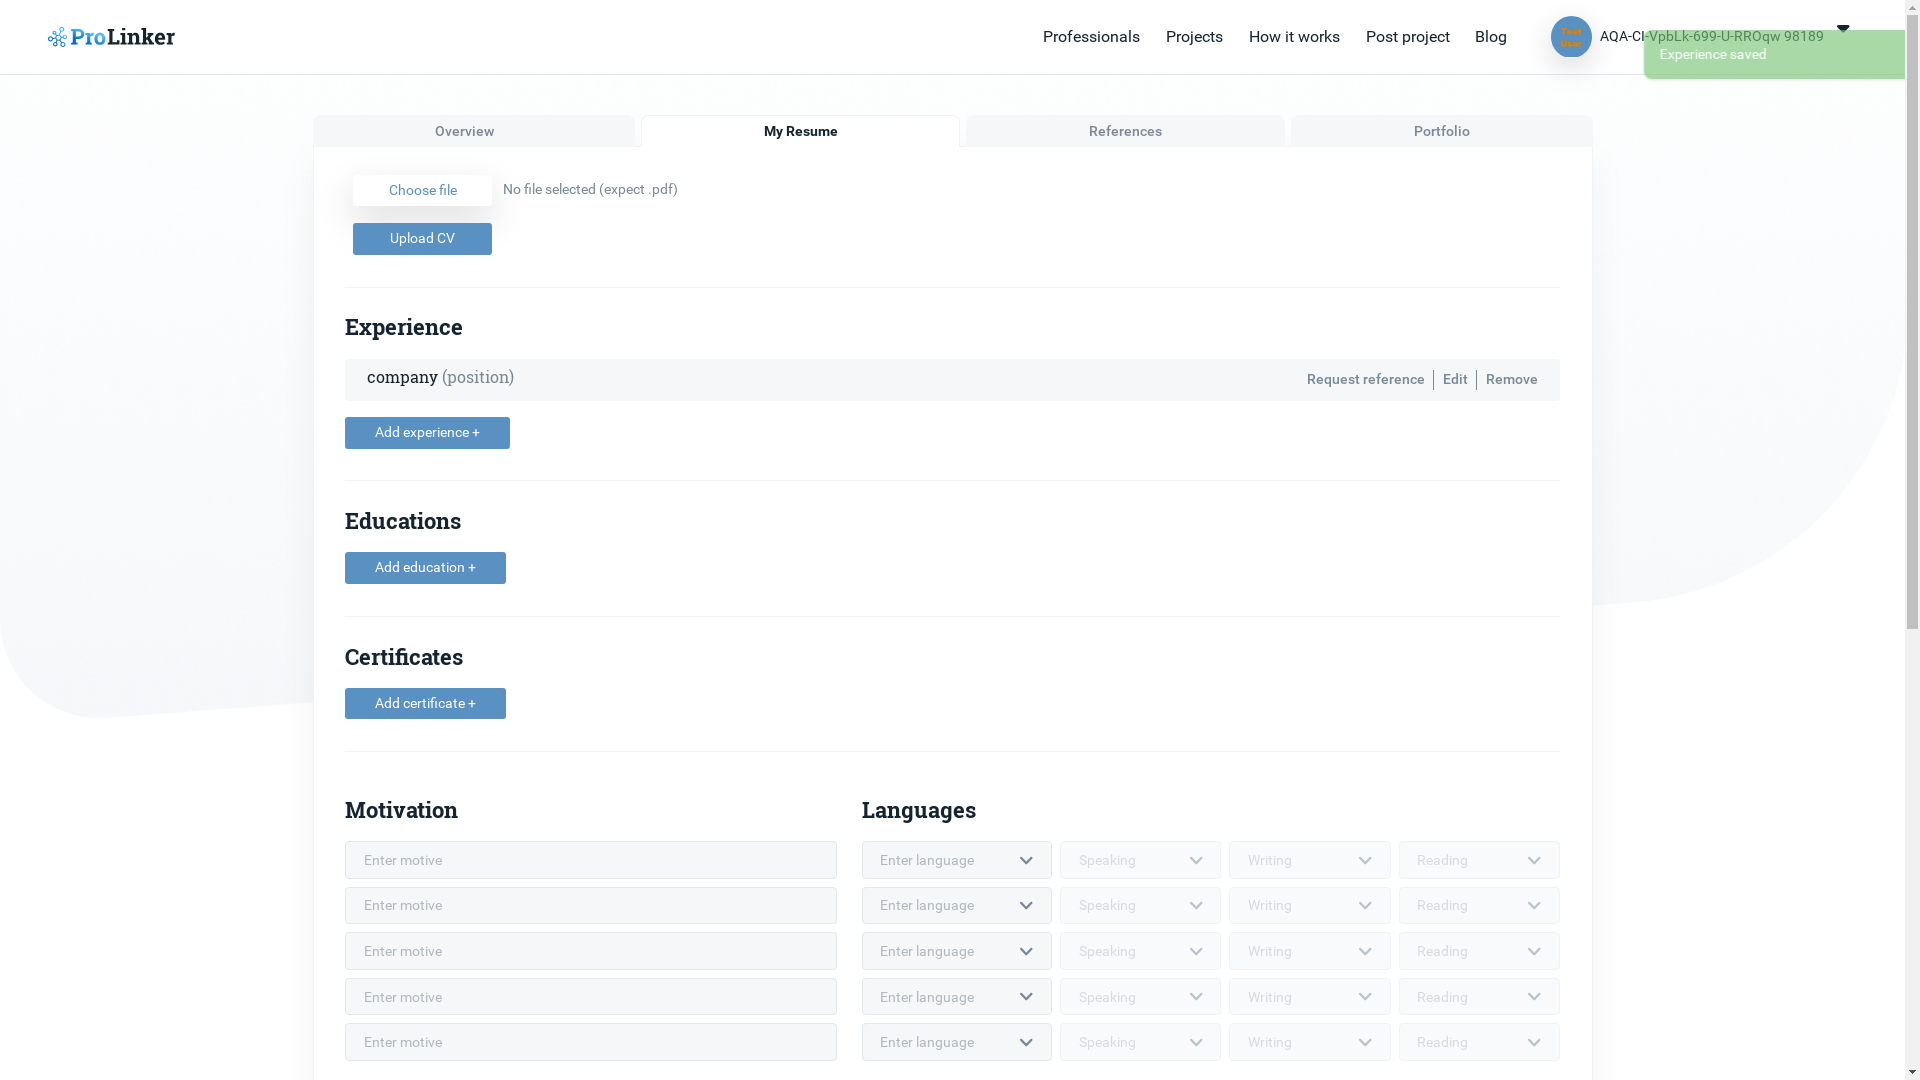 ProLinker
Professionals
Projects
How it works
Post project
Blog
Test
User
AQA-CI-VpbLk-699-U-RROqw 98189
Experience saved
Overview
My Resume
References
Portfolio
Choose file
No file selected (expect .pdf)
Upload CV
Experience
company (position)
Request reference
Edit
Remove
Add experience +
Educations
Add education +
Certificates
Add certificate +
Motivation
Languages
Enter motive
Enter language
Speaking
Writing
Reading
Enter motive
Enter language
Speaking
Writing
Reading
Enter motive
Enter language
Speaking
Writing
Reading
Enter motive
Enter language
Speaking
Writing
Reading
Enter motive
Enter language
Speaking
Writing
Reading